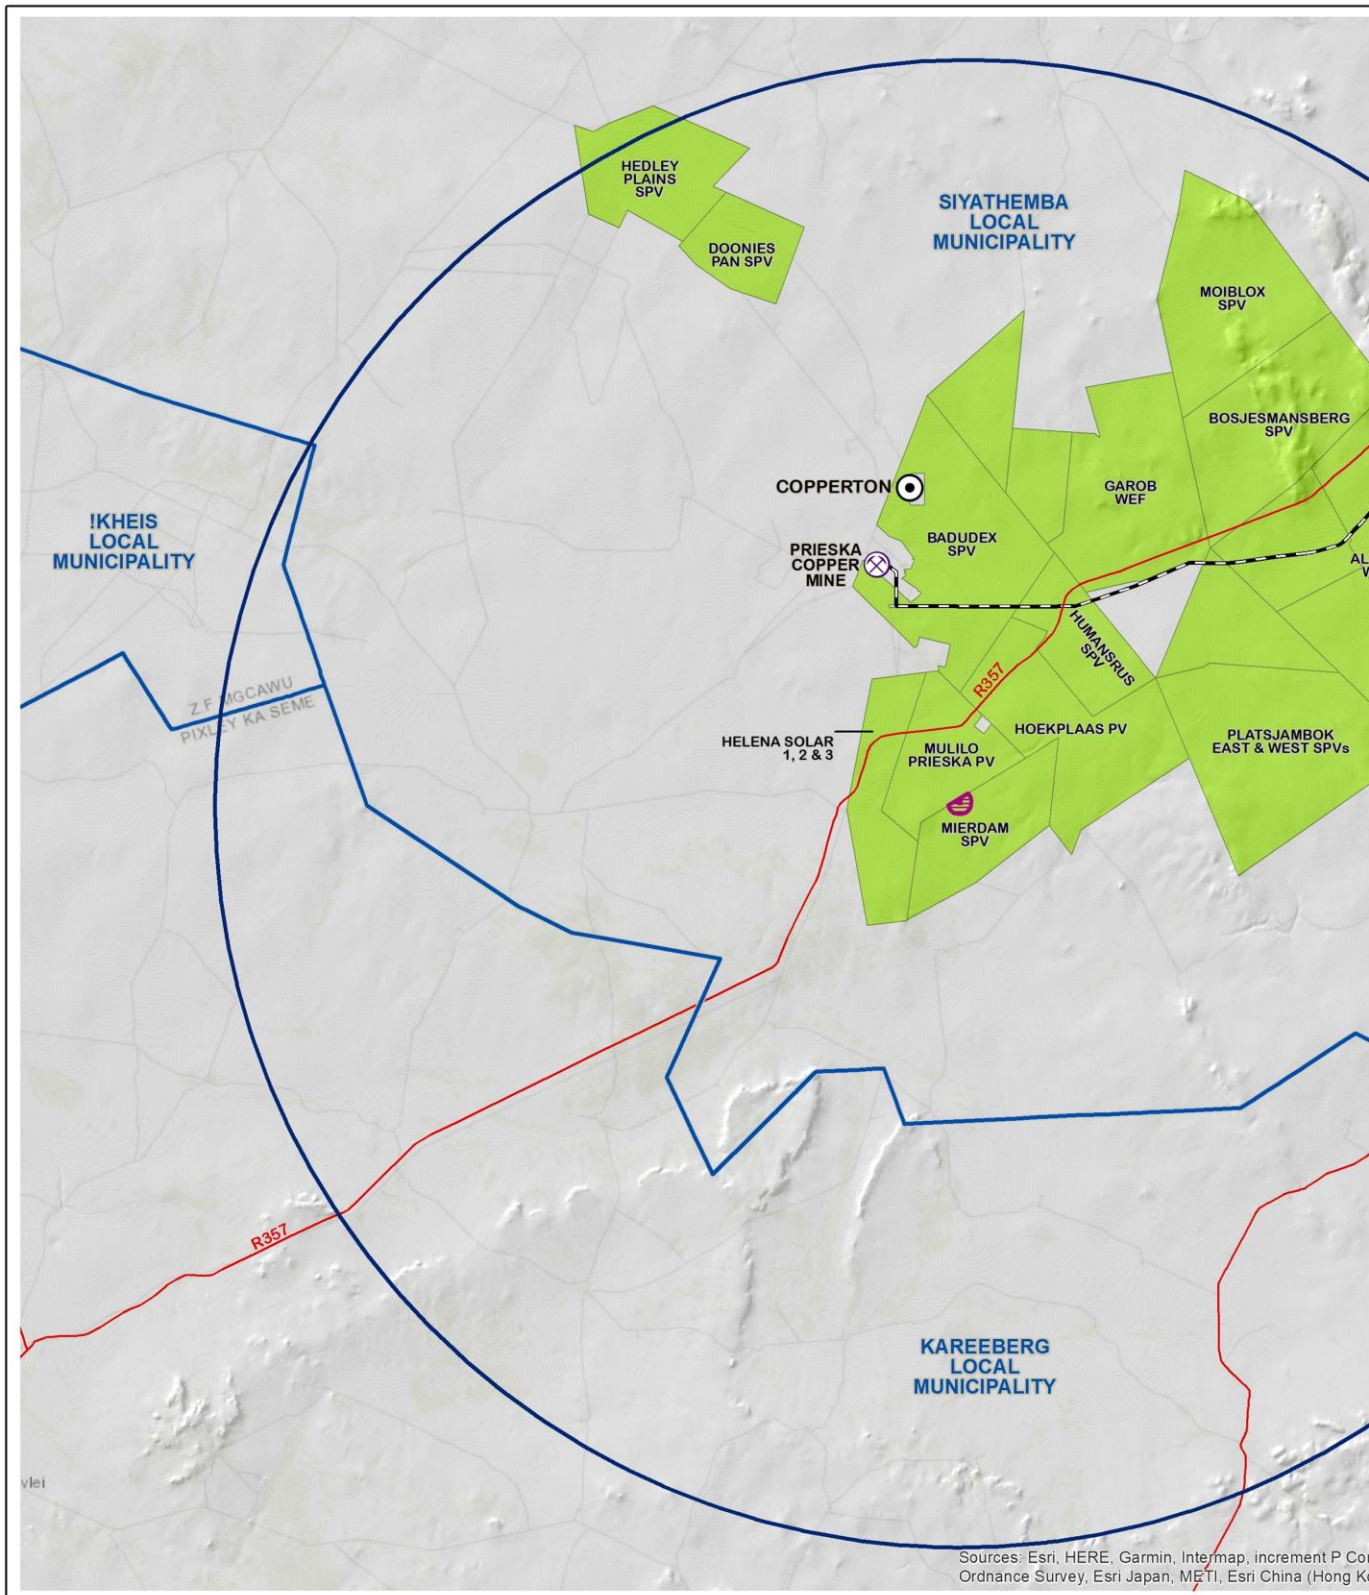 HEDLEY
PLAINS
SPV
DOONIES
PAN SPV
SIYATHEMBA
LOCAL
MUNICIPALITY
MOIBLOX
SPV
BOSJESMANSBERG
SPV
COPPERTON
GAROB
WEF
!KHEIS
LOCAL
MUNICIPALITY
BADUDEX
SPV
PRIESKA
COPPER
MINE
AL
W
HUMANSRUS
SPV
Z.F. MGCAWU
PIXLEY KA SEME
R357
HELENA SOLAR
1, 2 & 3
MULILO
PRIESKA PV
HOEKPLAAS PV
PLATSJAMBOK
EAST & WEST SPVs
MIERDAM
SPV
R357
KAREEBERG
LOCAL
MUNICIPALITY
vlei
Sources: Esri, HERE, Garmin, Intermap, increment P Co
Ordnance Survey, Esri Japan, METI, Esri China (Hong K